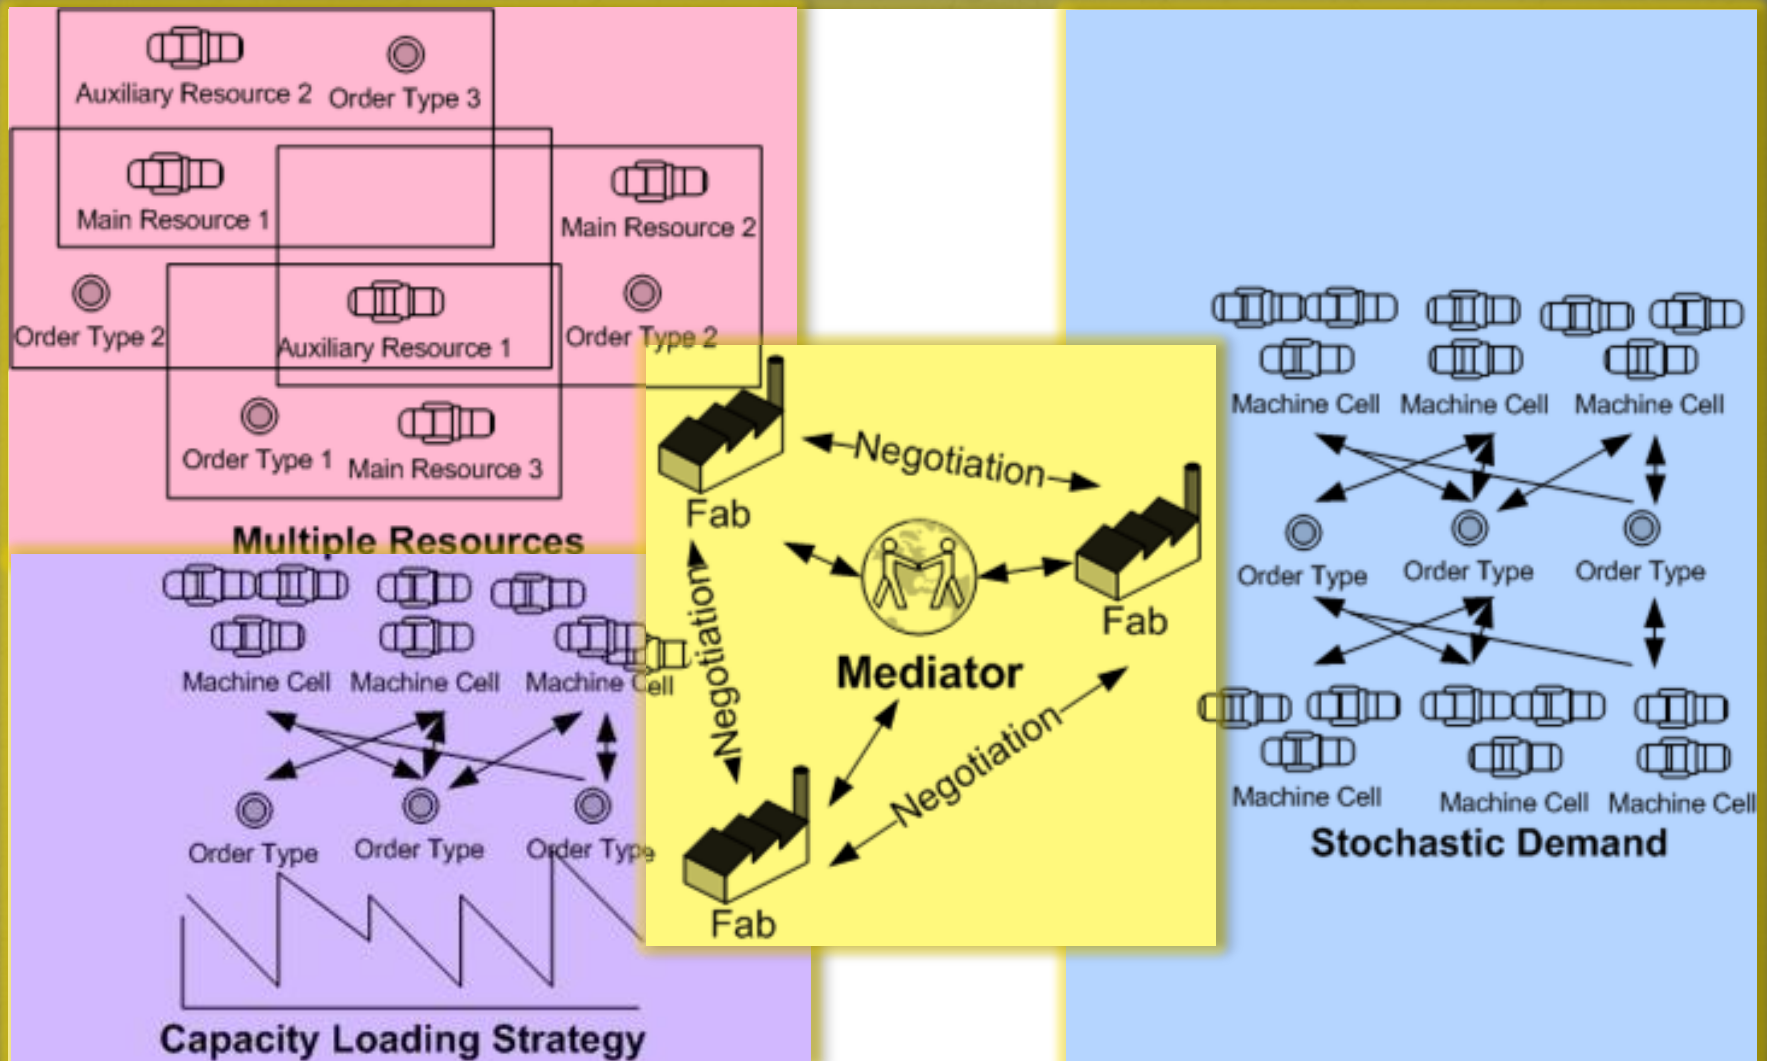 Auxiliary Resource 2
Order Type 3
Main Resource 1
Main Resource 2
Order Type 2
Auxiliary Resource 1
Order Type 2
Order Type 1
Main Resource 3
Multiple Resources
Machine Cell
Machine Cell
Machine Cell
Order Type
Order Type
Order Type
Capacity Loading Strategy
Negotiation
Fab
Fab
Negotiation
Mediator
Negotiation
Fab
Machine Cell
Machine Cell
Machine Cell
Order Type
Order Type
Order Type
Machine Cell
Machine Cell
Machine Cell
Stochastic Demand